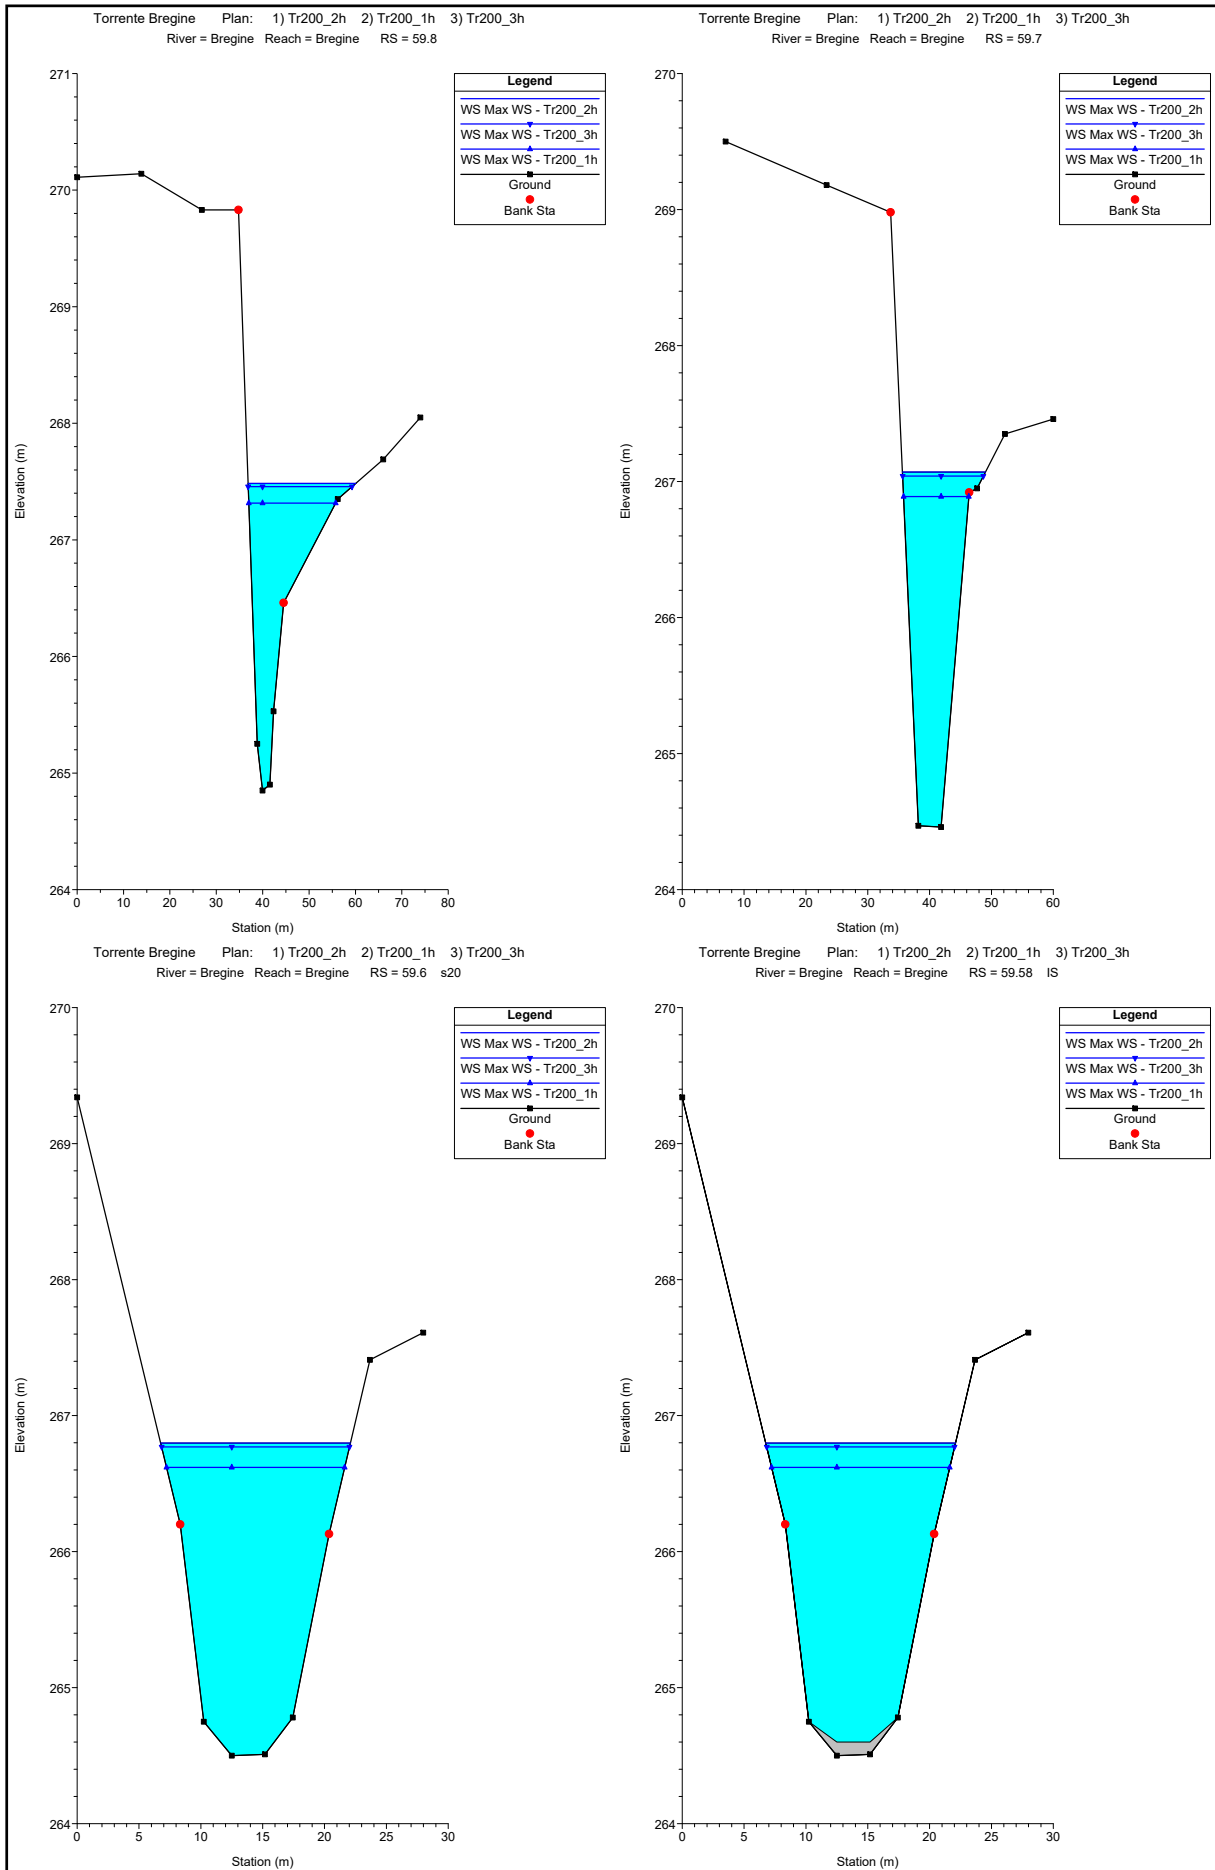 Torrente Bregine Plan: 1) Tr200_2h 2) Tr200_1h 3) Tr200_3h
River = Bregine Reach = Bregine RS = 59.8
271
270
269
268
267
266
265
264
Elevation (m)
0 10 20 30 40 50 60 70 80
Station (m)
Legend
WS Max WS - Tr200_2h
WS Max WS - Tr200_3h
WS Max WS - Tr200_1h
Ground
Bank Sta
Torrente Bregine Plan: 1) Tr200_2h 2) Tr200_1h 3) Tr200_3h
River = Bregine Reach = Bregine RS = 59.7
270
269
268
267
266
265
264
Elevation (m)
0 10 20 30 40 50 60
Station (m)
Legend
WS Max WS - Tr200_2h
WS Max WS - Tr200_3h
WS Max WS - Tr200_1h
Ground
Bank Sta
Torrente Bregine Plan: 1) Tr200_2h 2) Tr200_1h 3) Tr200_3h
River = Bregine Reach = Bregine RS = 59.6 s20
270
269
268
267
266
265
264
Elevation (m)
0 5 10 15 20 25 30
Station (m)
Legend
WS Max WS - Tr200_2h
WS Max WS - Tr200_3h
WS Max WS - Tr200_1h
Ground
Bank Sta
Torrente Bregine Plan: 1) Tr200_2h 2) Tr200_1h 3) Tr200_3h
River = Bregine Reach = Bregine RS = 59.58 IS
270
269
268
267
266
265
264
Elevation (m)
0 5 10 15 20 25 30
Station (m)
Legend
WS Max WS - Tr200_2h
WS Max WS - Tr200_3h
WS Max WS - Tr200_1h
Ground
Bank Sta